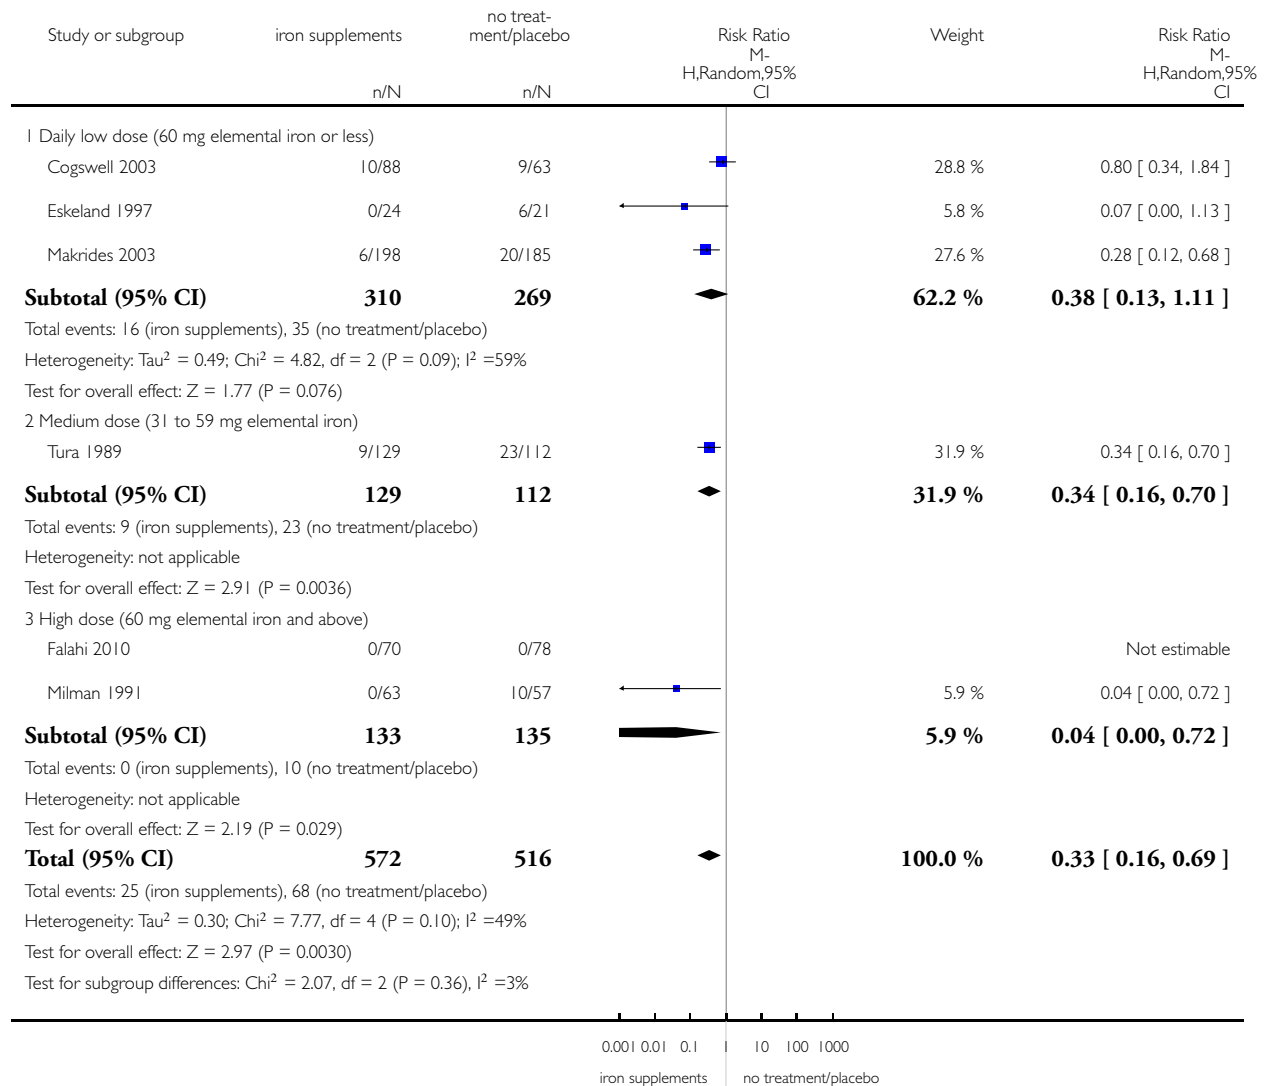 no treat-
Study or subgroup iron supplements ment/placebo Risk Ratio Weight Risk Ratio
M- M-
H,Random,95% H,Random,95%
n/N n/N CI CI
1 Daily low dose (60 mg elemental iron or less)
Cogswell 2003 10/88 9/63 28.8 % 0.80 [ 0.34, 1.84 ]
Eskeland 1997 0/24 6/21 5.8 % 0.07 [ 0.00, 1.13 ]
Makrides 2003 6/198 20/185 27.6 % 0.28 [ 0.12, 0.68 ]
Subtotal (95% CI) 310 269 62.2 % 0.38 [ 0.13, 1.11 ]
Total events: 16 (iron supplements), 35 (no treatment/placebo)
Heterogeneity: Tau² = 0.49; Chi² = 4.82, df = 2 (P = 0.09); I² =59%
Test for overall effect: Z = 1.77 (P = 0.076)
2 Medium dose (31 to 59 mg elemental iron)
Tura 1989 9/129 23/112 31.9 % 0.34 [ 0.16, 0.70 ]
Subtotal (95% CI) 129 112 31.9 % 0.34 [ 0.16, 0.70 ]
Total events: 9 (iron supplements), 23 (no treatment/placebo)
Heterogeneity: not applicable
Test for overall effect: Z = 2.91 (P = 0.0036)
3 High dose (60 mg elemental iron and above)
Falahi 2010 0/70 0/78 Not estimable
Milman 1991 0/63 10/57 5.9 % 0.04 [ 0.00, 0.72 ]
Subtotal (95% CI) 133 135 5.9 % 0.04 [ 0.00, 0.72 ]
Total events: 0 (iron supplements), 10 (no treatment/placebo)
Heterogeneity: not applicable
Test for overall effect: Z = 2.19 (P = 0.029)
Total (95% CI) 572 516 100.0 % 0.33 [ 0.16, 0.69 ]
Total events: 25 (iron supplements), 68 (no treatment/placebo)
Heterogeneity: Tau² = 0.30; Chi² = 7.77, df = 4 (P = 0.10); I² =49%
Test for overall effect: Z = 2.97 (P = 0.0030)
Test for subgroup differences: Chi² = 2.07, df = 2 (P = 0.36), I² =3%
0.001 0.01 0.1 1 10 100 1000
iron supplements no treatment/placebo